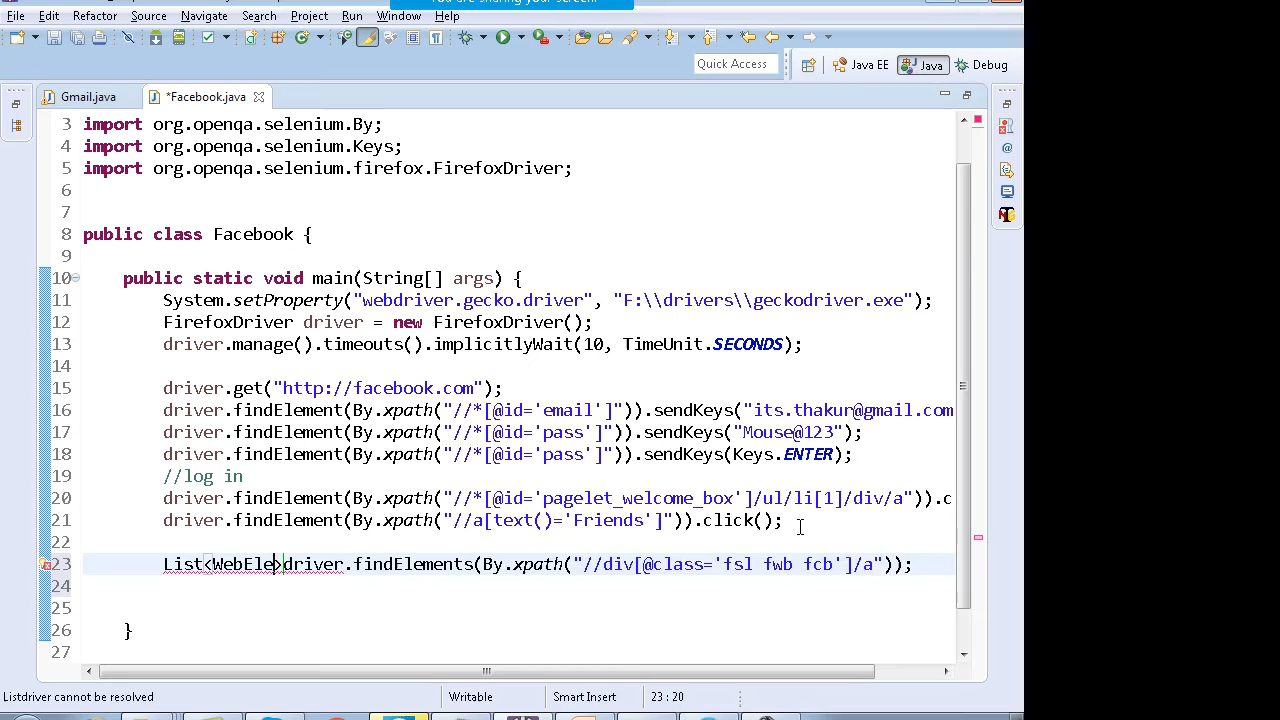 File Edit Refactor Source Navigate Search Project Run Window Help
Quick Access Java EE Java Debug
Gmail.java *Facebook.java
3 import org.openqa.selenium.By;
4 import org.openqa.selenium.Keys;
5 import org.openqa.selenium.firefox.FirefoxDriver;
6
7
8 public class Facebook {
9
10 public static void main(String[] args) {
11 System.setProperty("webdriver.gecko.driver", "F:\\drivers\\geckodriver.exe");
12 FirefoxDriver driver = new FirefoxDriver();
13 driver.manage().timeouts().implicitlyWait(10, TimeUnit.SECONDS);
14
15 driver.get("http://facebook.com");
16 driver.findElement(By.xpath("//*[@id='email']")).sendKeys("its.thakur@gmail.com
17 driver.findElement(By.xpath("//*[@id='pass']")).sendKeys("Mouse@123");
18 driver.findElement(By.xpath("//*[@id='pass']")).sendKeys(Keys.ENTER);
19 //log in
20 driver.findElement(By.xpath("//*[@id='pagelet_welcome_box']/ul/li[1]/div/a")).c
21 driver.findElement(By.xpath("//a[text()='Friends']")).click();
22
23 List<WebEle>driver.findElements(By.xpath("//div[@class='fsl fwb fcb']/a"));
24
25
26 }
27
Listdriver cannot be resolved Writable Smart Insert 23 : 20